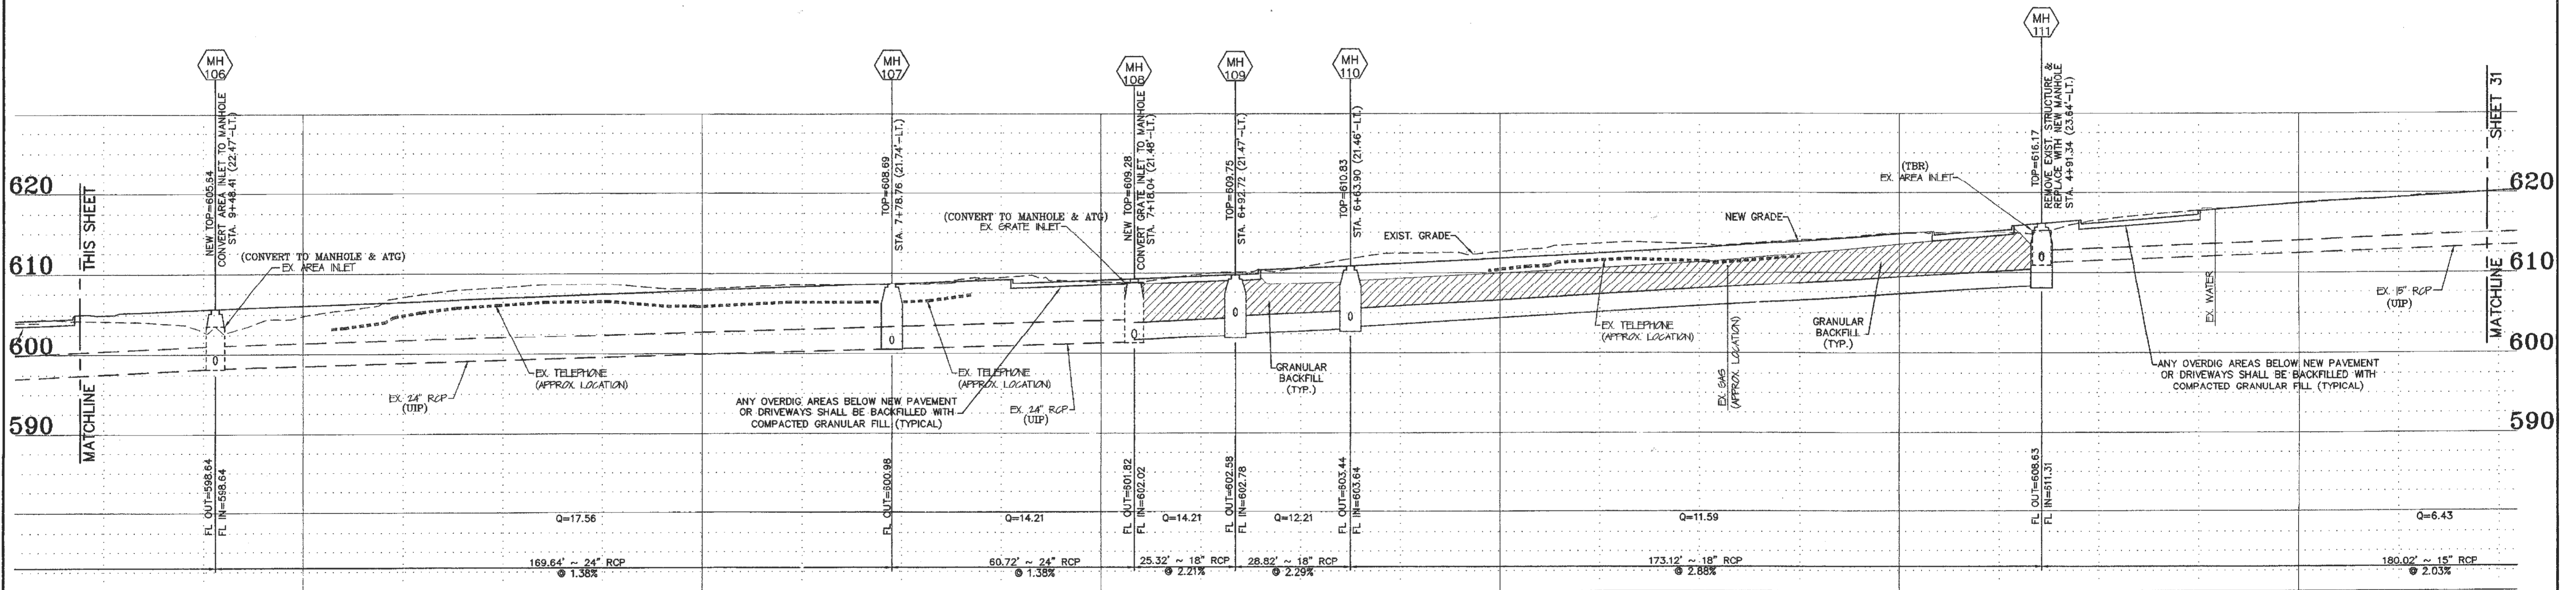 MH
106
MH
107
MH
108
MH
109
MH
110
MH
111
NEW TOP=605.64
CONVERT AREA INLET TO MANHOLE
STA. 9+48.41 (22.47'-LT.)
TOP=608.69
STA. 7+78.76 (21.74'-LT.)
NEW TOP=609.28
CONVERT GRATE INLET TO MANHOLE
STA. 7+18.04 (21.48'-LT.)
TOP=609.75
STA. 6+92.72 (21.47'-LT.)
TOP=610.83
STA. 6+63.90 (21.46'-LT.)
TOP=616.17
REMOVE EXIST. STRUCTURE &
REPLACE WITH NEW MANHOLE
STA. 4+91.34 (23.64'-LT.)
MATCHLINE THIS SHEET
MATCHLINE SHEET 31
620
610
600
590
620
610
600
590
(CONVERT TO MANHOLE & ATG)
EX. AREA INLET
(CONVERT TO MANHOLE & ATG)
EX. GRATE INLET
EXIST. GRADE
NEW GRADE
(TBR)
EX. AREA INLET
EX. 24" RCP
(UIP)
EX. TELEPHONE
(APPROX. LOCATION)
ANY OVERDIG AREAS BELOW NEW PAVEMENT
OR DRIVEWAYS SHALL BE BACKFILLED WITH
COMPACTED GRANULAR FILL (TYPICAL)
EX. TELEPHONE
(APPROX. LOCATION)
EX. 24" RCP
(UIP)
GRANULAR
BACKFILL
(TYP.)
EX. TELEPHONE
(APPROX. LOCATION)
EX. GAS
(APPROX. LOCATION)
GRANULAR
BACKFILL
(TYP.)
ANY OVERDIG AREAS BELOW NEW PAVEMENT
OR DRIVEWAYS SHALL BE BACKFILLED WITH
COMPACTED GRANULAR FILL (TYPICAL)
EX. WATER
EX. 15" RCP
(UIP)
FL OUT=598.64
FL IN=598.64
FL OUT=600.98
FL OUT=601.82
FL IN=602.02
FL OUT=602.58
FL IN=602.78
FL OUT=603.44
FL IN=603.64
FL OUT=608.63
FL IN=611.31
Q=17.56
Q=14.21
Q=14.21
Q=12.21
Q=11.59
Q=6.43
169.64' ~ 24" RCP
@ 1.38%
60.72' ~ 24" RCP
@ 1.38%
25.32' ~ 18" RCP
@ 2.21%
28.82' ~ 18" RCP
@ 2.29%
173.12' ~ 18" RCP
@ 2.88%
180.02' ~ 15" RCP
@ 2.03%